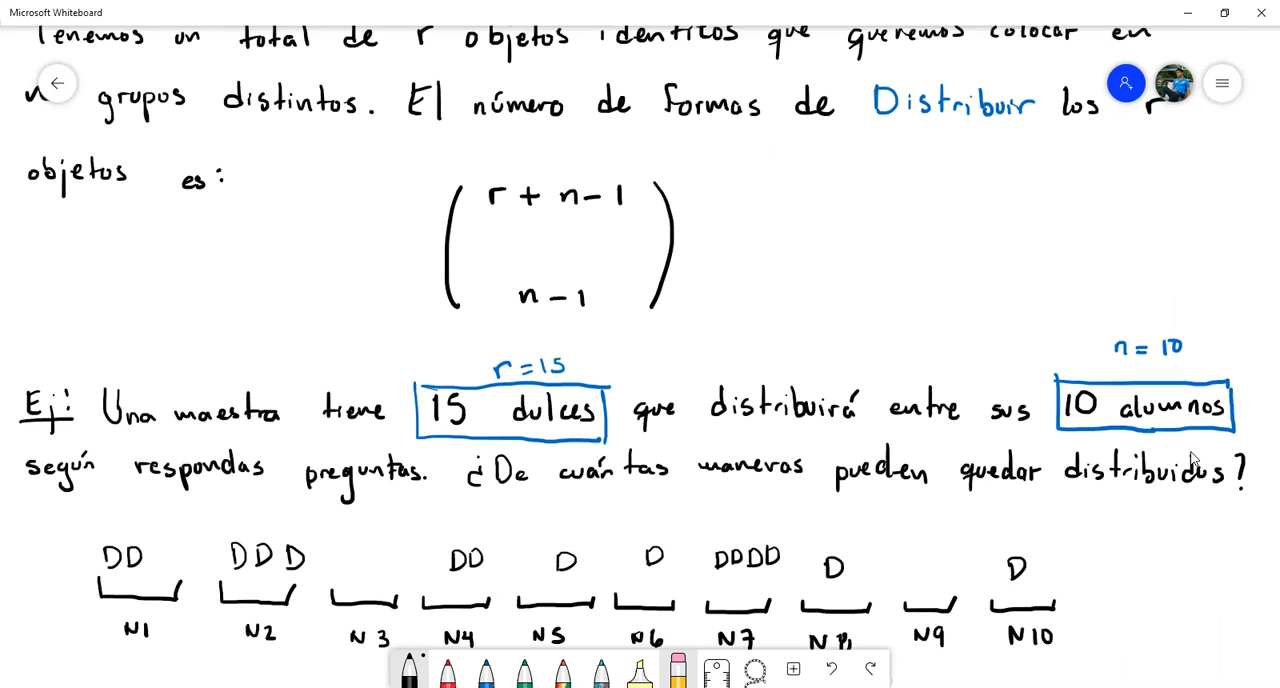 Microsoft Whiteboard
Tenemos un total de r objetos identicos que queremos colocar en
n grupos distintos. El número de formas de Distribuir los r
objetos es:
r + n - 1
n - 1
r = 15
n = 10
Ej: Una maestra tiene 15 dulces que distribuirá entre sus 10 alumnos
según respondas preguntas. ¿De cuántas maneras pueden quedar distribuidos?
DD DDD DD D D DDDD D D
N1 N2 N3 N4 N5 N6 N7 N8 N9 N10